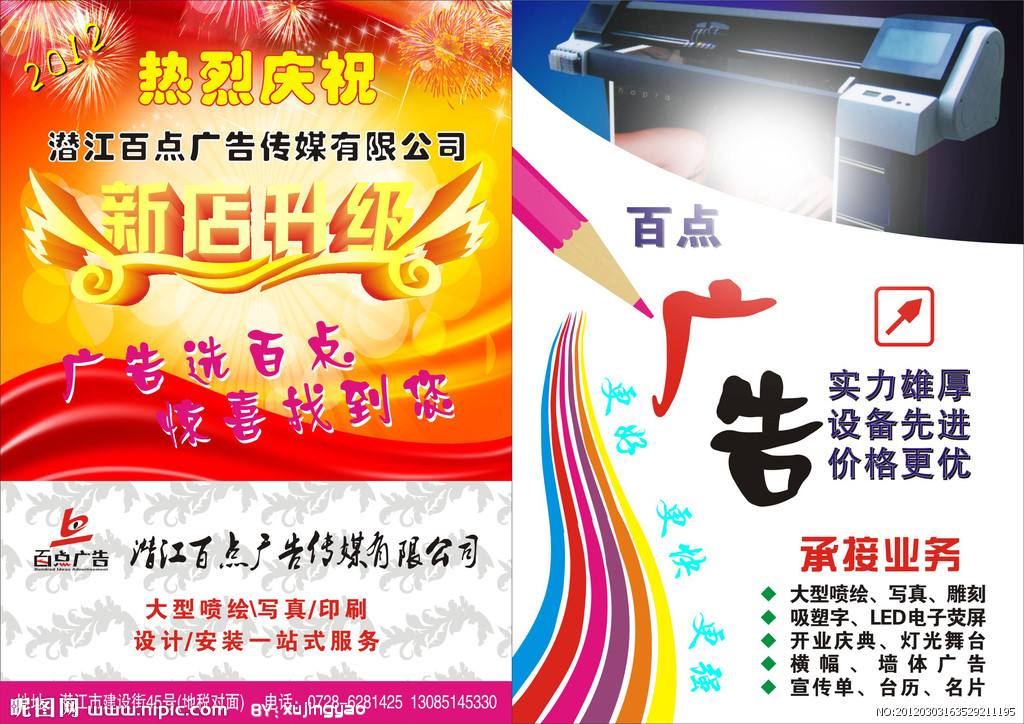 2012
热烈庆祝
潜江百点广告传媒有限公司
新店升级
广告选百点
惊喜找到您
百点广告
Hundred Ideas Advertisement
潜江百点广告传媒有限公司
大型喷绘\写真/印刷
设计/安装一站式服务
地址：潜江市建设街45号(地税对面) 电话：0728-6281425 13085145330
昵图网 www.nipic.com BY: xujingyao
hopra
百点
广告
更好
更快
更强
实力雄厚
设备先进
价格更优
承接业务
大型喷绘、写真、雕刻
吸塑字、LED电子荧屏
开业庆典、灯光舞台
横幅、墙体广告
宣传单、台历、名片
NO:20120303163529211195